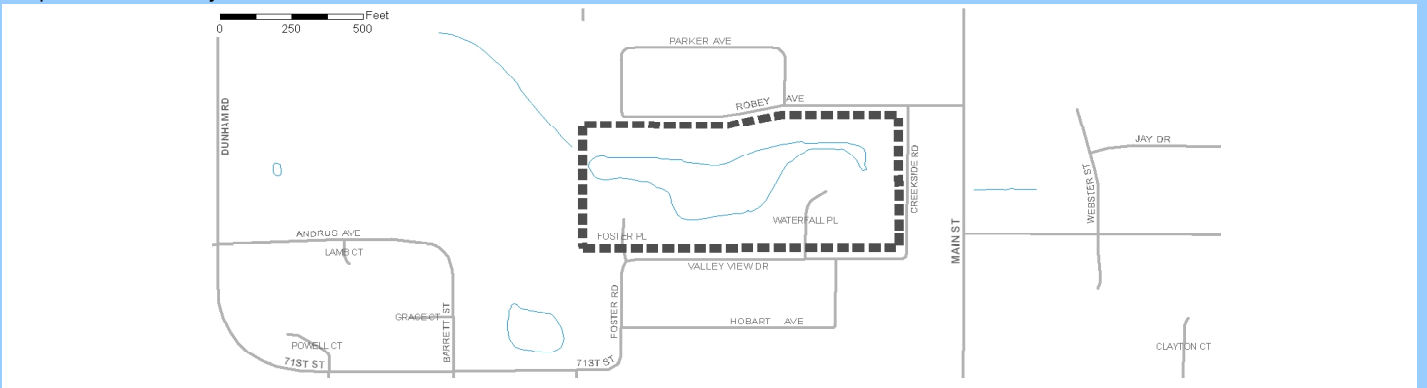 Feet
0 250 500
PARKER AVE
ROBEY AVE
DUNHAM RD
JAY DR
CREEKSIDE RD
WEBSTER ST
WATERFALL PL
FOSTER PL
ANDRUS AVE
LAMB CT
MAIN ST
VALLEY VIEW DR
FOSTER RD
GRACE CT
BARRETT ST
HOBART AVE
POWELL CT
CLAYTON CT
71ST ST
71ST ST